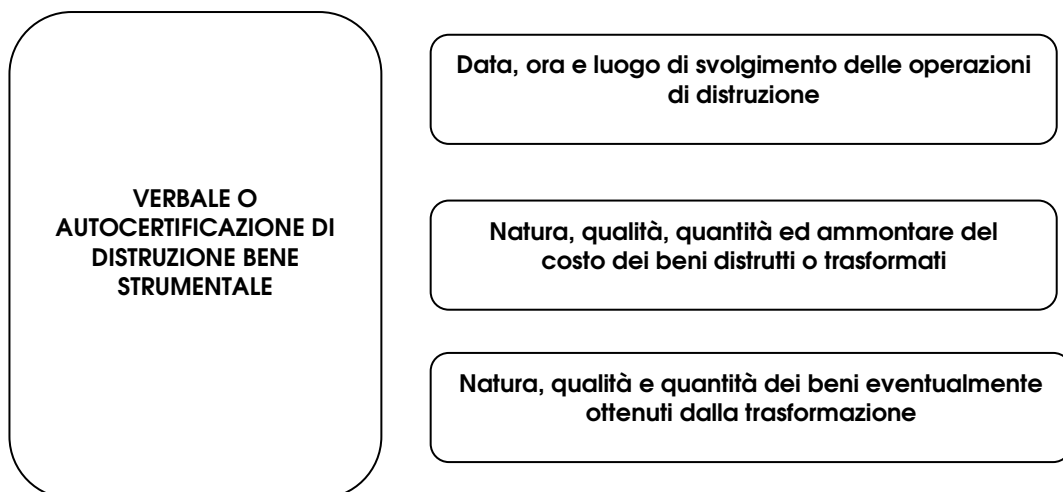 VERBALE O
AUTOCERTIFICAZIONE DI
DISTRUZIONE BENE
STRUMENTALE
Data, ora e luogo di svolgimento delle operazioni
di distruzione
Natura, qualità, quantità ed ammontare del
costo dei beni distrutti o trasformati
Natura, qualità e quantità dei beni eventualmente
ottenuti dalla trasformazione